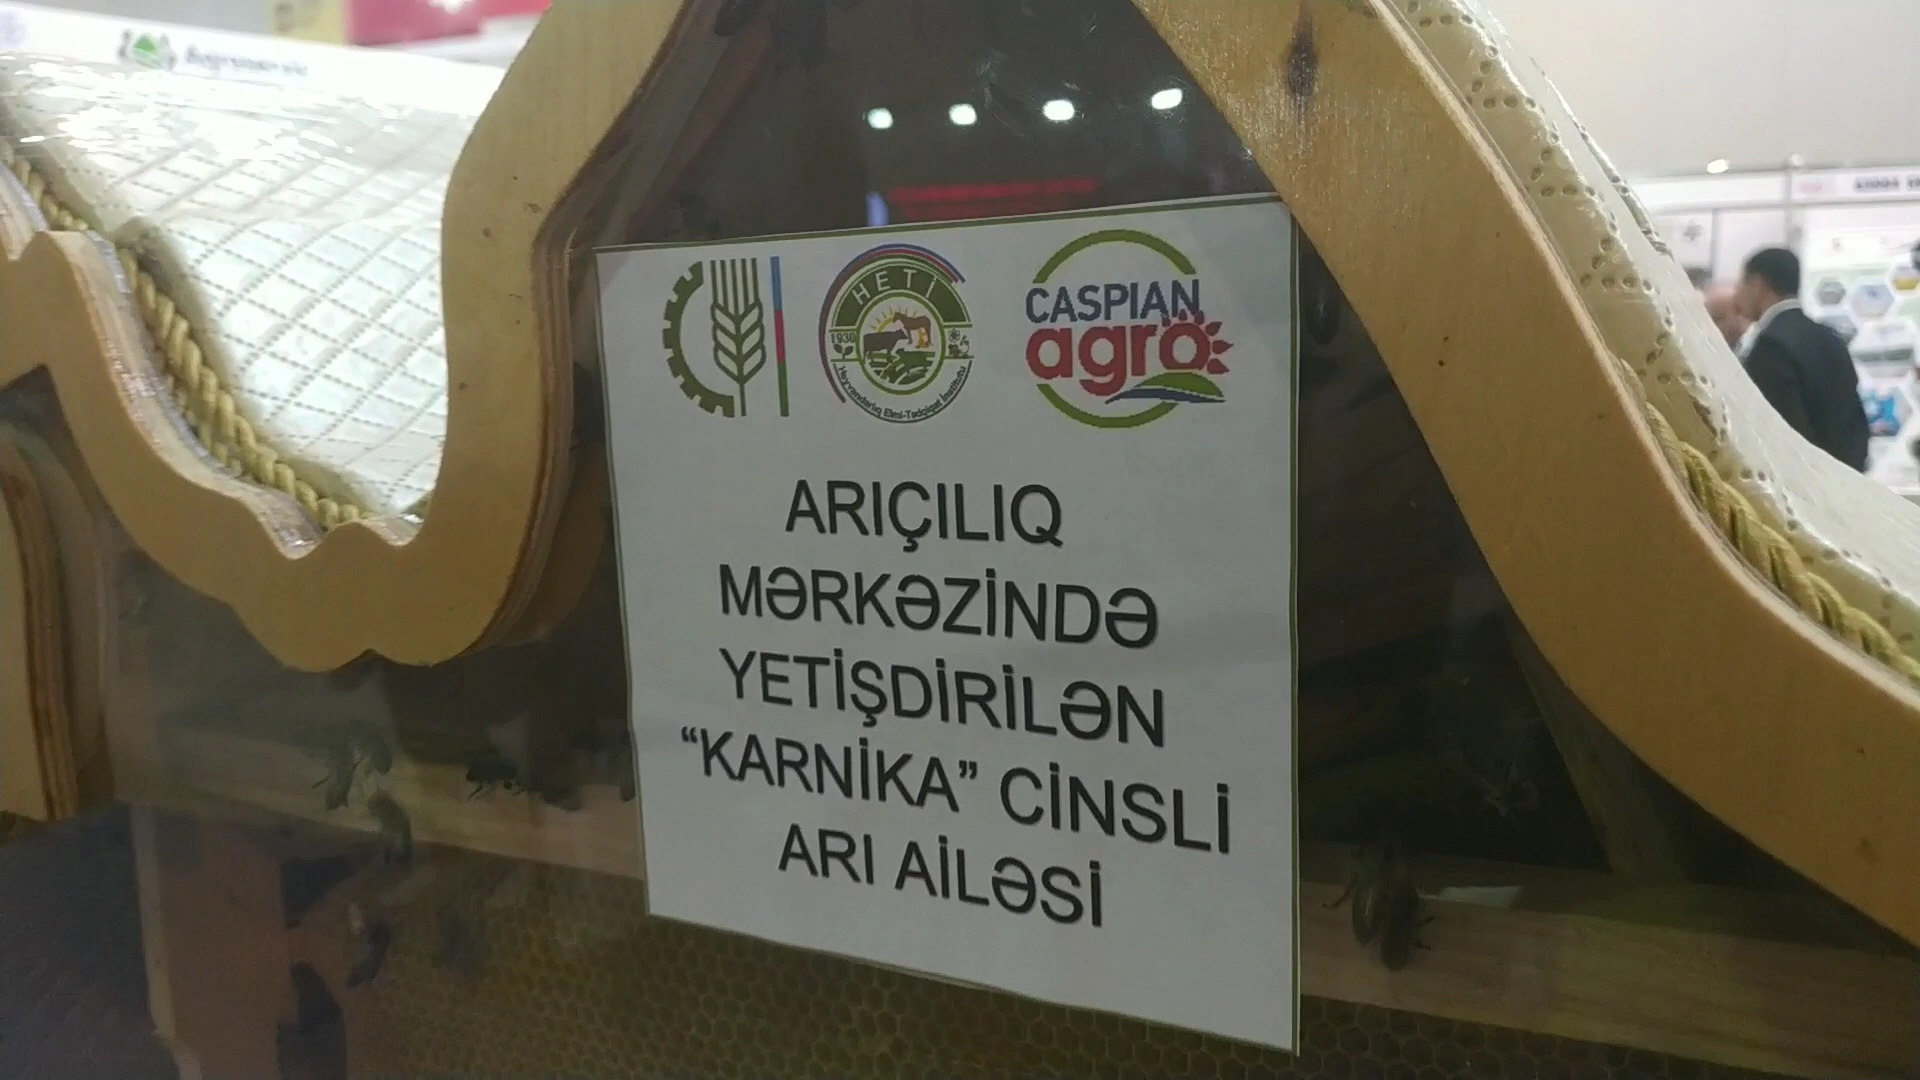 HETİ
1930
Heyvandarlıq Elmi-Tədqiqat İnstitutu
CASPIAN
agro
ARIÇILIQ
MƏRKƏZİNDƏ
YETİŞDİRİLƏN
“KARNİKA” CİNSLİ
ARI AİLƏSİ